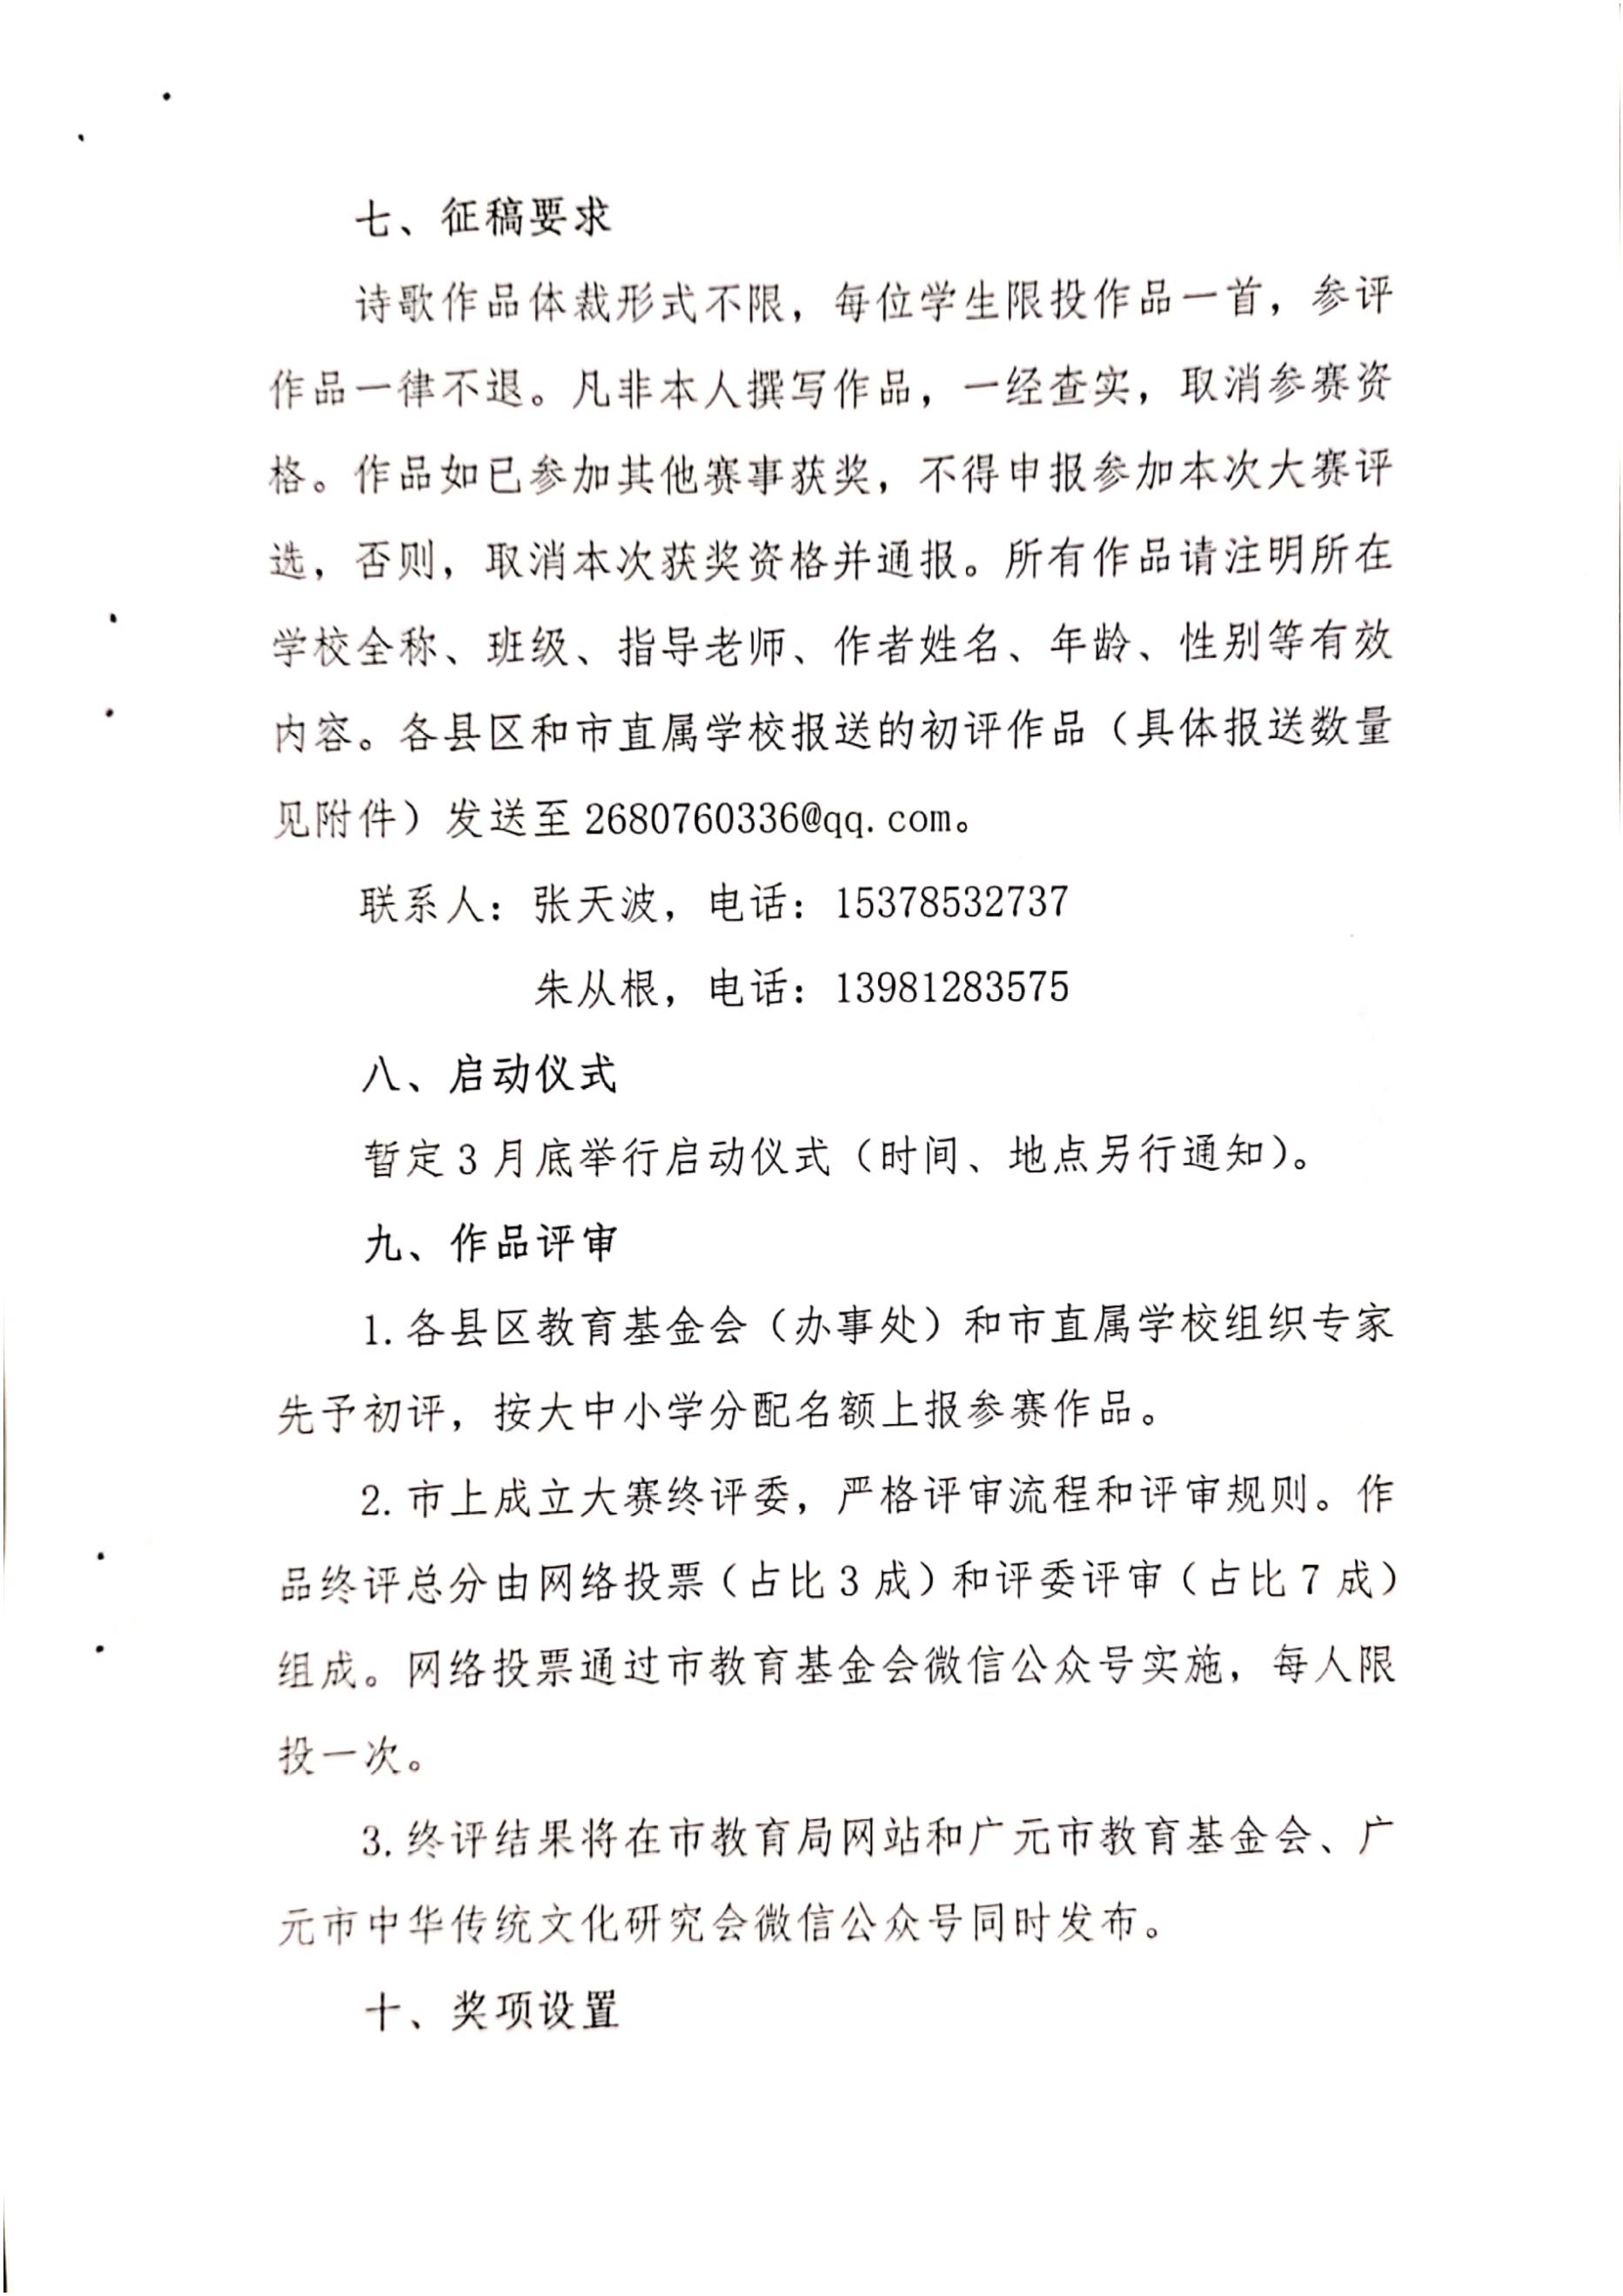 七、征稿要求
诗歌作品体裁形式不限，每位学生限投作品一首，参评
作品一律不退。凡非本人撰写作品，一经查实，取消参赛资
格。作品如已参加其他赛事获奖，不得申报参加本次大赛评
选，否则，取消本次获奖资格并通报。所有作品请注明所在
学校全称、班级、指导老师、作者姓名、年龄、性别等有效
内容。各县区和市直属学校报送的初评作品（具体报送数量
见附件）发送至 2680760336@qq.com。
联系人：张天波，电话：15378532737
朱从根，电话：13981283575
八、启动仪式
暂定 3 月底举行启动仪式（时间、地点另行通知）。
九、作品评审
1.各县区教育基金会（办事处）和市直属学校组织专家
先予初评，按大中小学分配名额上报参赛作品。
2.市上成立大赛终评委，严格评审流程和评审规则。作
品终评总分由网络投票（占比 3 成）和评委评审（占比 7 成）
组成。网络投票通过市教育基金会微信公众号实施，每人限
投一次。
3.终评结果将在市教育局网站和广元市教育基金会、广
元市中华传统文化研究会微信公众号同时发布。
十、奖项设置